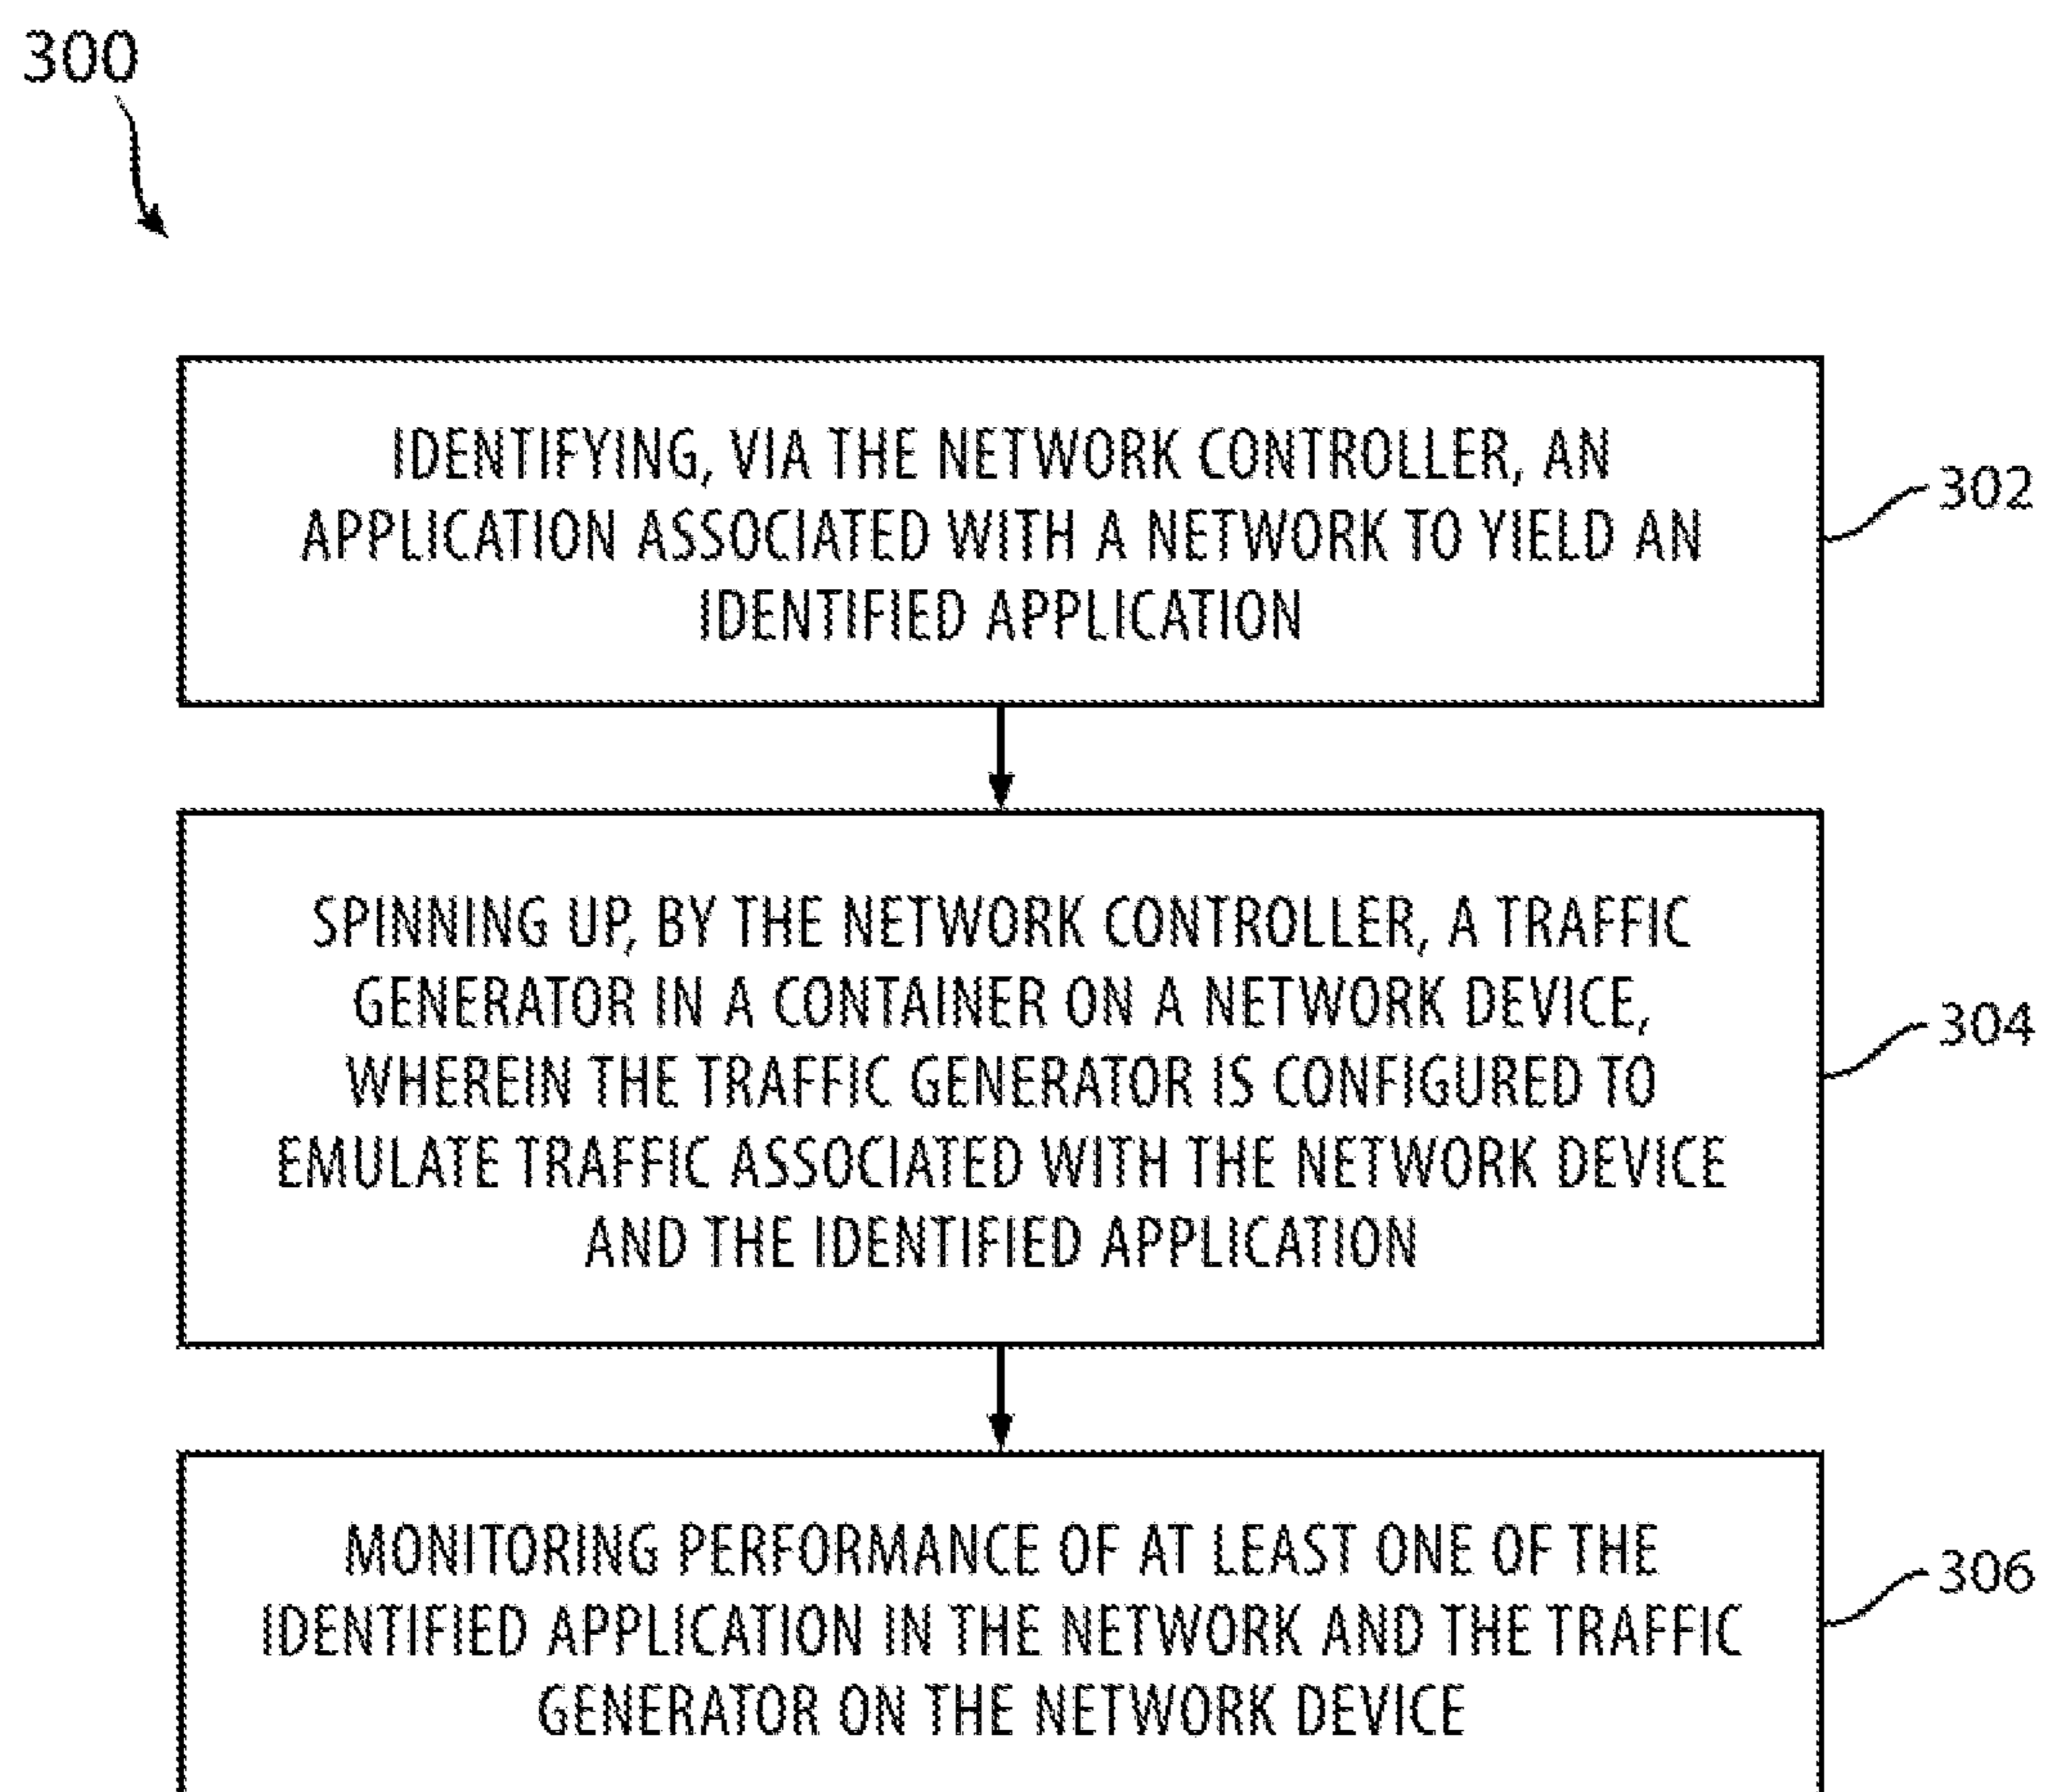 300
IDENTIFYING, VIA THE NETWORK CONTROLLER, AN
APPLICATION ASSOCIATED WITH A NETWORK TO YIELD AN
IDENTIFIED APPLICATION
302
SPINNING UP, BY THE NETWORK CONTROLLER, A TRAFFIC
GENERATOR IN A CONTAINER ON A NETWORK DEVICE,
WHEREIN THE TRAFFIC GENERATOR IS CONFIGURED TO
EMULATE TRAFFIC ASSOCIATED WITH THE NETWORK DEVICE
AND THE IDENTIFIED APPLICATION
304
MONITORING PERFORMANCE OF AT LEAST ONE OF THE
IDENTIFIED APPLICATION IN THE NETWORK AND THE TRAFFIC
GENERATOR ON THE NETWORK DEVICE
306